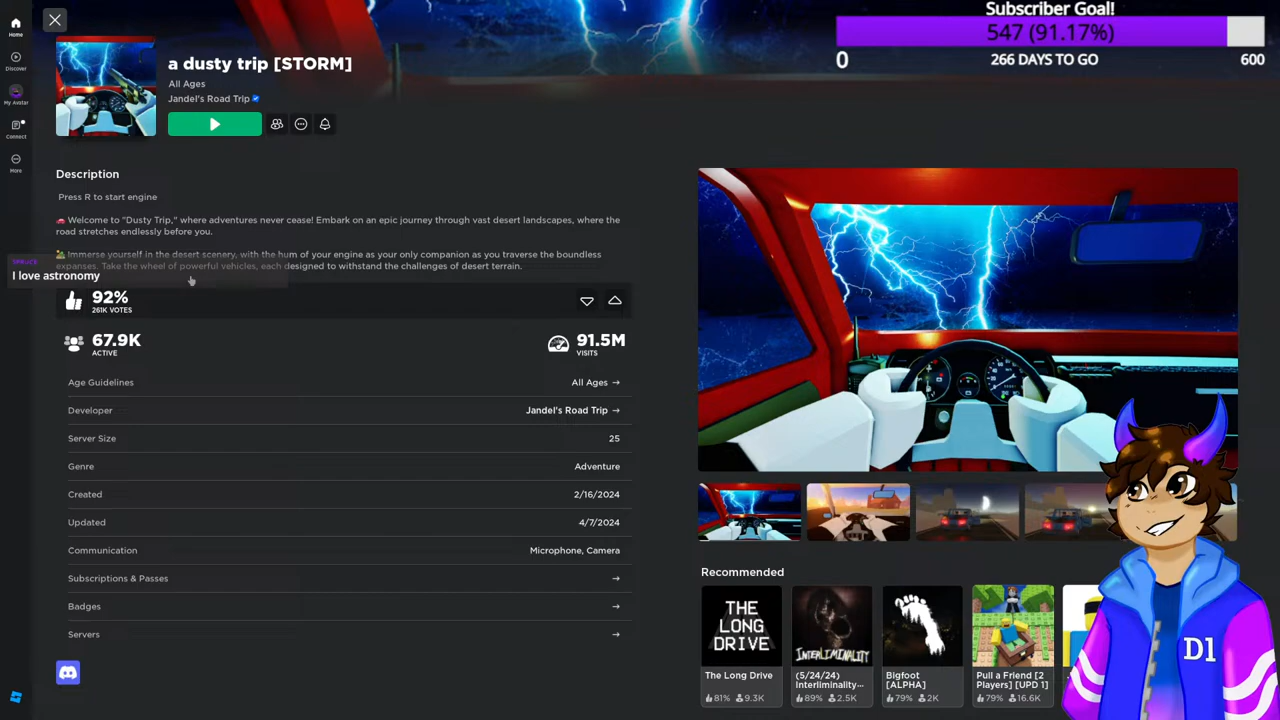 Subscriber Goal!
547 (91.17%)
0
266 DAYS TO GO
600
Home
Discover
My Avatar
Connect
More
a dusty trip [STORM]
All Ages
Jandel's Road Trip
Description
Press R to start engine
🚗 Welcome to "Dusty Trip," where adventures never cease! Embark on an epic journey through vast desert landscapes, where the
road stretches endlessly before you.
🏜️ Immerse yourself in the desert scenery, with the hum of your engine as your only companion as you traverse the boundless
expanses. Take the wheel of powerful vehicles, each designed to withstand the challenges of desert terrain.
I love astronomy
92%
261K VOTES
67.9K
ACTIVE
91.5M
VISITS
Age Guidelines
All Ages →
Developer
Jandel's Road Trip →
Server Size
25
Genre
Adventure
Created
2/16/2024
Updated
4/7/2024
Communication
Microphone, Camera
Subscriptions & Passes →
Badges →
Servers →
Recommended
THE
LONG
DRIVE
INTERLIMINALITY
The Long Drive
81% 9.3K
(5/24/24)
Interliminality...
89% 2.5K
Bigfoot
[ALPHA]
79% 2K
Pull a Friend [2
Players] [UPD 1]
79% 16.6K
D1